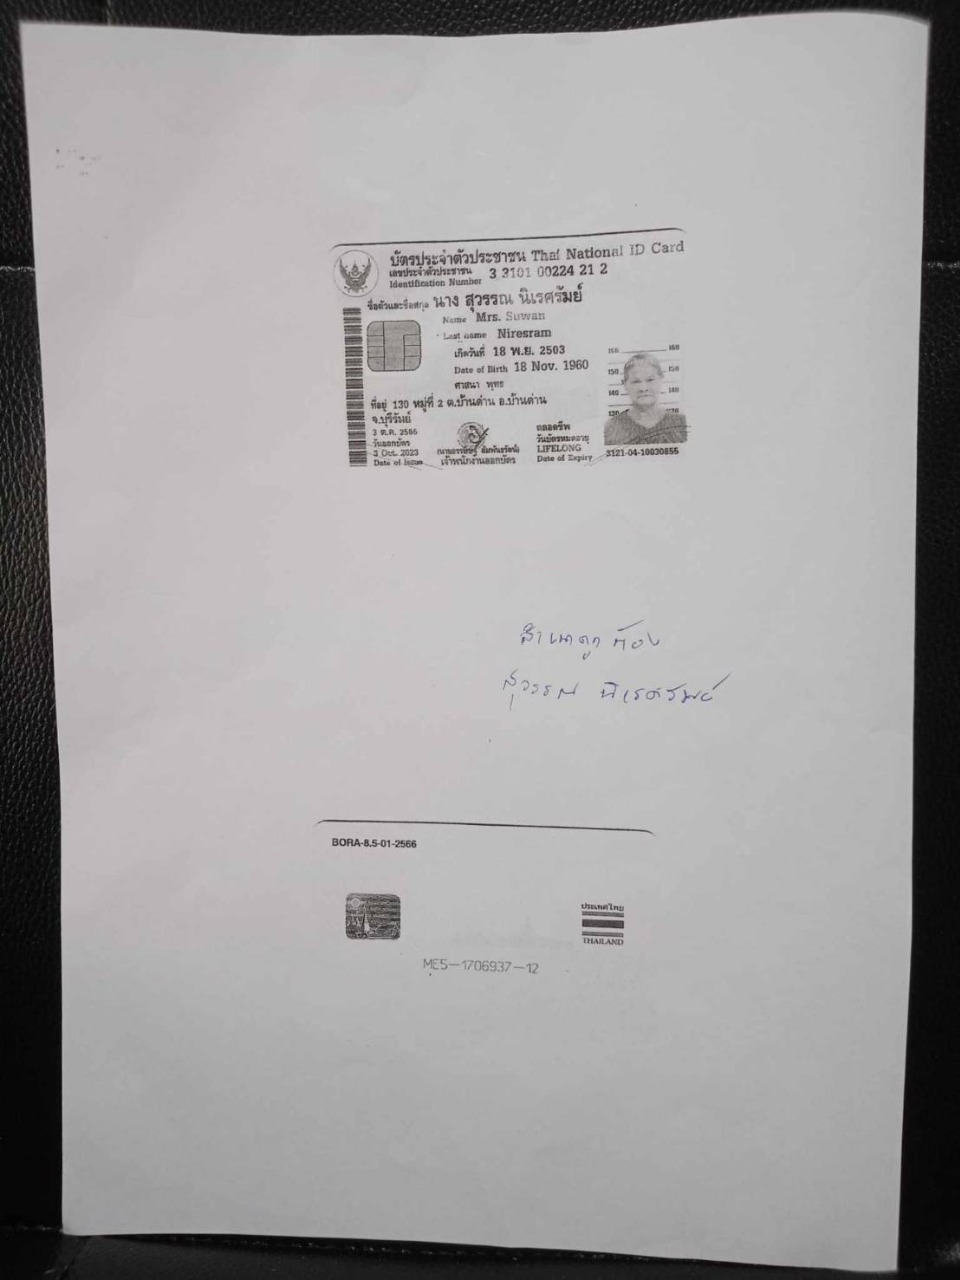 บัตรประจำตัวประชาชน Thai National ID Card
เลขประจำตัวประชาชน
Identification Number
3 3101 00224 21 2
ชื่อตัวและชื่อสกุล นาง สุวรรณ นิเรศรัมย์
Name Mrs. Suwan
Last name Niresram
เกิดวันที่ 18 พ.ย. 2503
Date of Birth 18 Nov. 1960
ศาสนา พุทธ
ที่อยู่ 130 หมู่ที่ 2 ต.บ้านด่าน อ.บ้านด่าน
จ.บุรีรัมย์
3 ต.ค. 2566
วันออกบัตร
3 Oct. 2023
Date of Issue
เจ้าพนักงานออกบัตร
ตลอดชีพ
วันบัตรหมดอายุ
LIFELONG
Date of Expiry
160 160
150 150
140 140
130
3121-04-10030855
สำเนาถูกต้อง
สุวรรณ นิเรศรัมย์
BORA-8.5-01-2566
ประเทศไทย
THAILAND
ME5-1706937-12